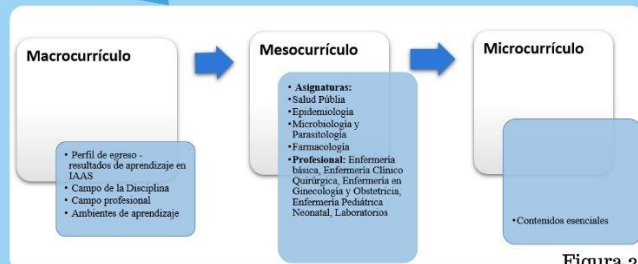 Macrocurrículo
• Perfil de egreso -
resultados de aprendizaje en
IAAS
• Campo de la Disciplina
• Campo profesional
• Ambientes de aprendizaje
Mesocurrículo
• Asignaturas:
•Salud Públia
•Epidemiología
•Microbiología y
Parasitología
•Farmacología
•Profesional: Enfermería
básica, Enfermería Clínico
Quirúrgica, Enfermería en
Ginecología y Obstetricia,
Enfermería Pediátrica
Neonatal, Laboratorios
Microcurrículo
•Contenidos esenciales
Figura 2